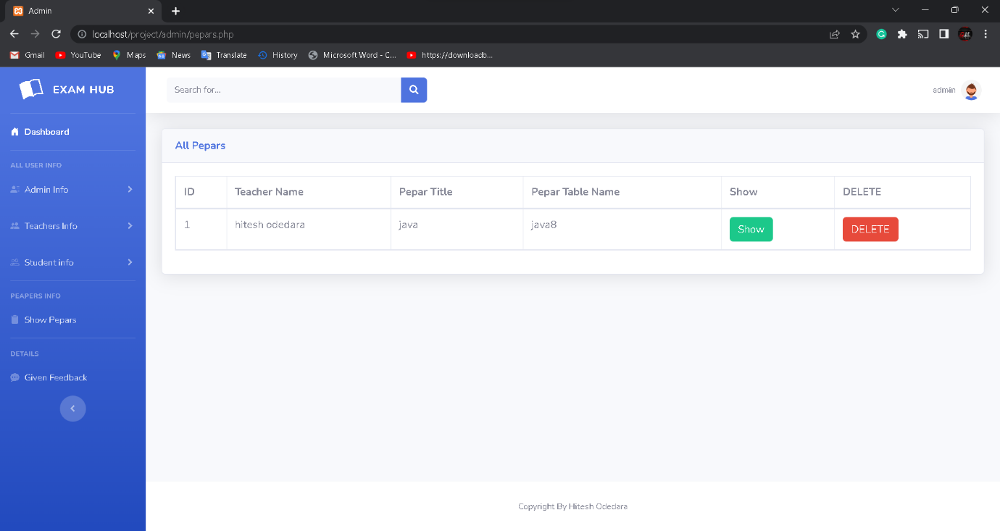 Admin
localhost/project/admin/pepars.php
Gmail YouTube Maps News Translate History Microsoft Word - C... https://downloadb...
EXAM HUB
Search for...
admin
Dashboard
ALL USER INFO
Admin Info
Teachers Info
Student info
PEAPERS INFO
Show Pepars
DETAILS
Given Feedback
All Pepars
ID Teacher Name Pepar Title Pepar Table Name Show DELETE
1 hitesh odedara java java8 Show DELETE
Copyright By Hitesh Odedara